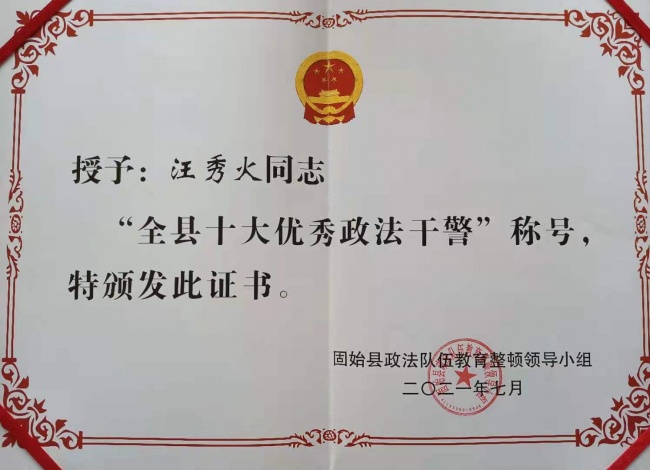 授予：汪秀火同志
“全县十大优秀政法干警”称号，
特颁发此证书。
固始县政法队伍教育整顿领导小组
二〇二一年七月